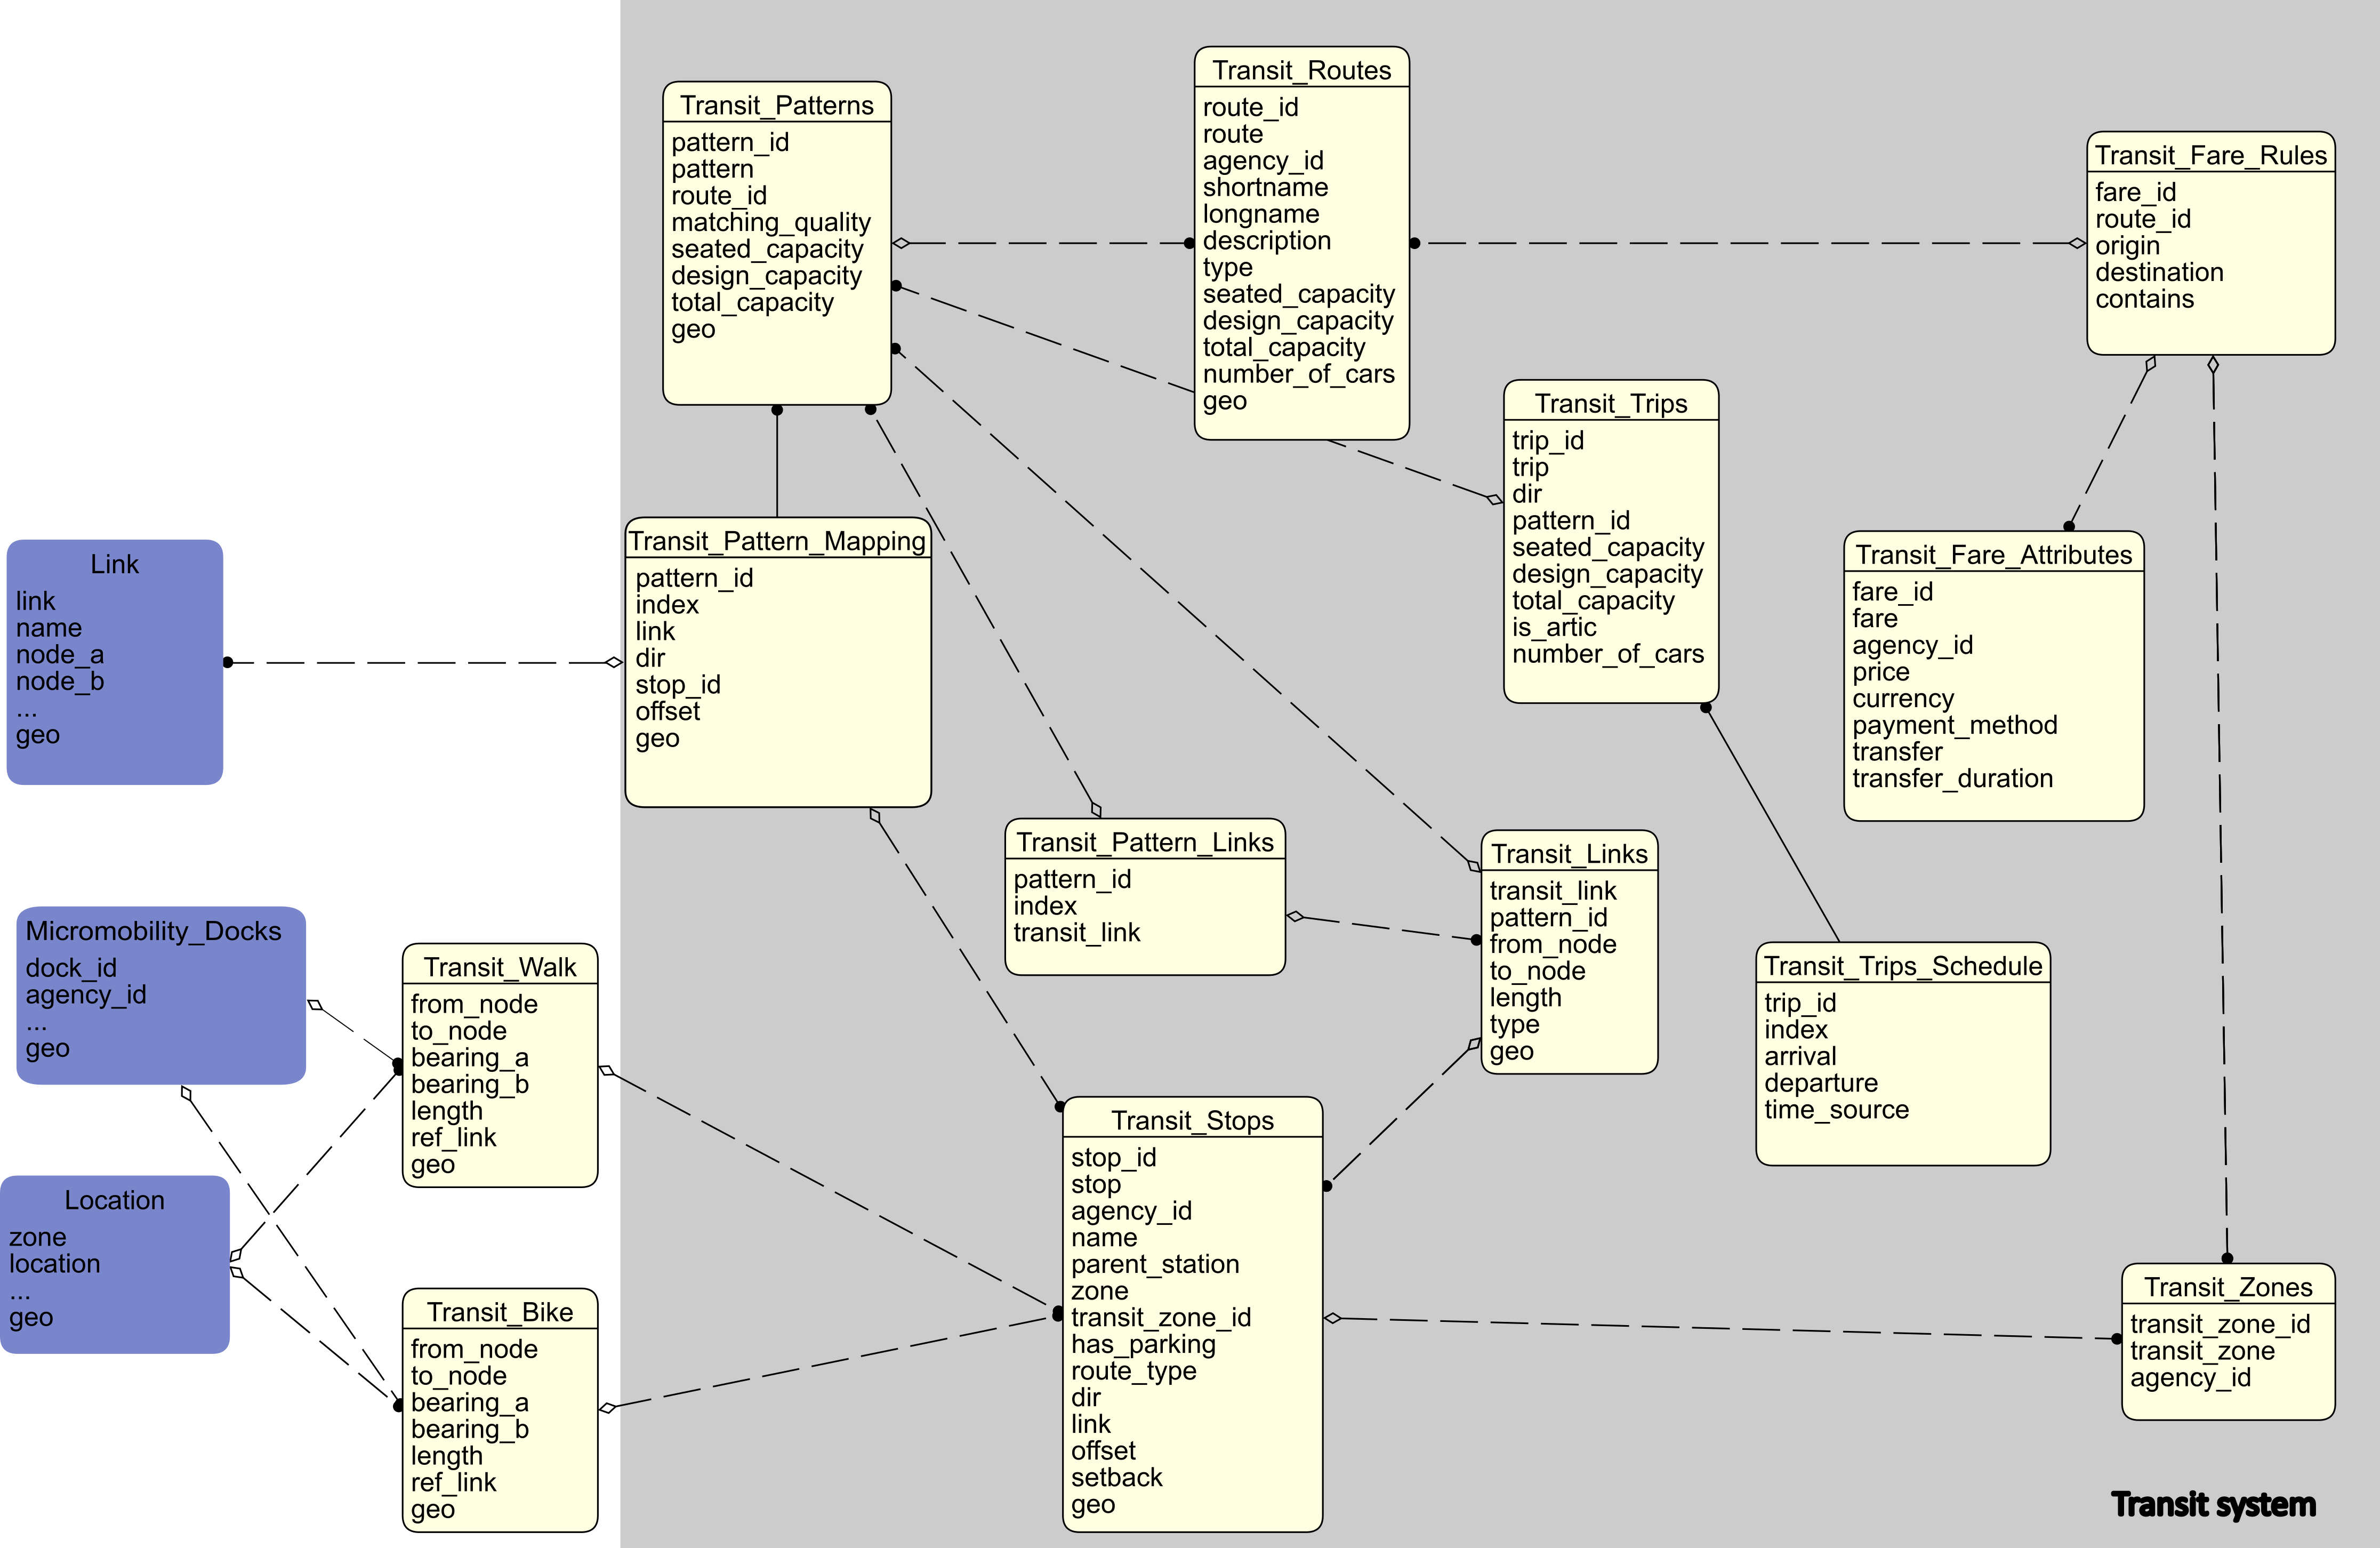 Transit_Patterns
pattern_id
pattern
route_id
matching_quality
seated_capacity
design_capacity
total_capacity
geo
Transit_Routes
route_id
route
agency_id
shortname
longname
description
type
seated_capacity
design_capacity
total_capacity
number_of_cars
geo
Transit_Fare_Rules
fare_id
route_id
origin
destination
contains
Transit_Trips
trip_id
trip
dir
pattern_id
seated_capacity
design_capacity
total_capacity
is_artic
number_of_cars
Link
link
name
node_a
node_b
...
geo
Transit_Pattern_Mapping
pattern_id
index
link
dir
stop_id
offset
geo
Transit_Fare_Attributes
fare_id
fare
agency_id
price
currency
payment_method
transfer
transfer_duration
Transit_Pattern_Links
pattern_id
index
transit_link
Transit_Links
transit_link
pattern_id
from_node
to_node
length
type
geo
Micromobility_Docks
dock_id
agency_id
...
geo
Transit_Walk
from_node
to_node
bearing_a
bearing_b
length
ref_link
geo
Transit_Trips_Schedule
trip_id
index
arrival
departure
time_source
Location
zone
location
...
geo
Transit_Bike
from_node
to_node
bearing_a
bearing_b
length
ref_link
geo
Transit_Stops
stop_id
stop
agency_id
name
parent_station
zone
transit_zone_id
has_parking
route_type
dir
link
offset
setback
geo
Transit_Zones
transit_zone_id
transit_zone
agency_id
Transit system